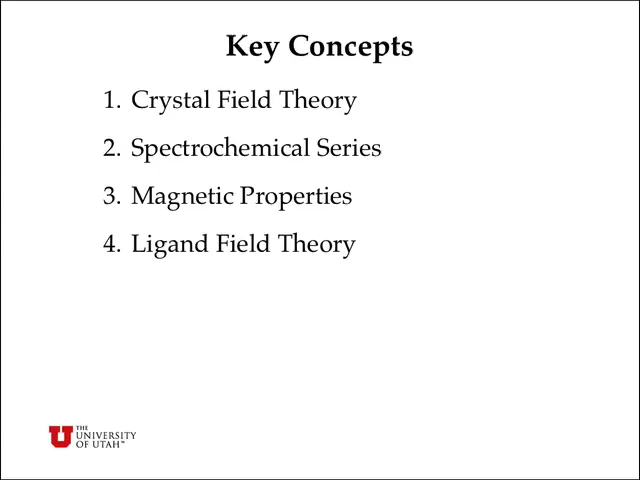 Key Concepts
1. Crystal Field Theory
2. Spectrochemical Series
3. Magnetic Properties
4. Ligand Field Theory
U
THE
UNIVERSITY
OF UTAH™